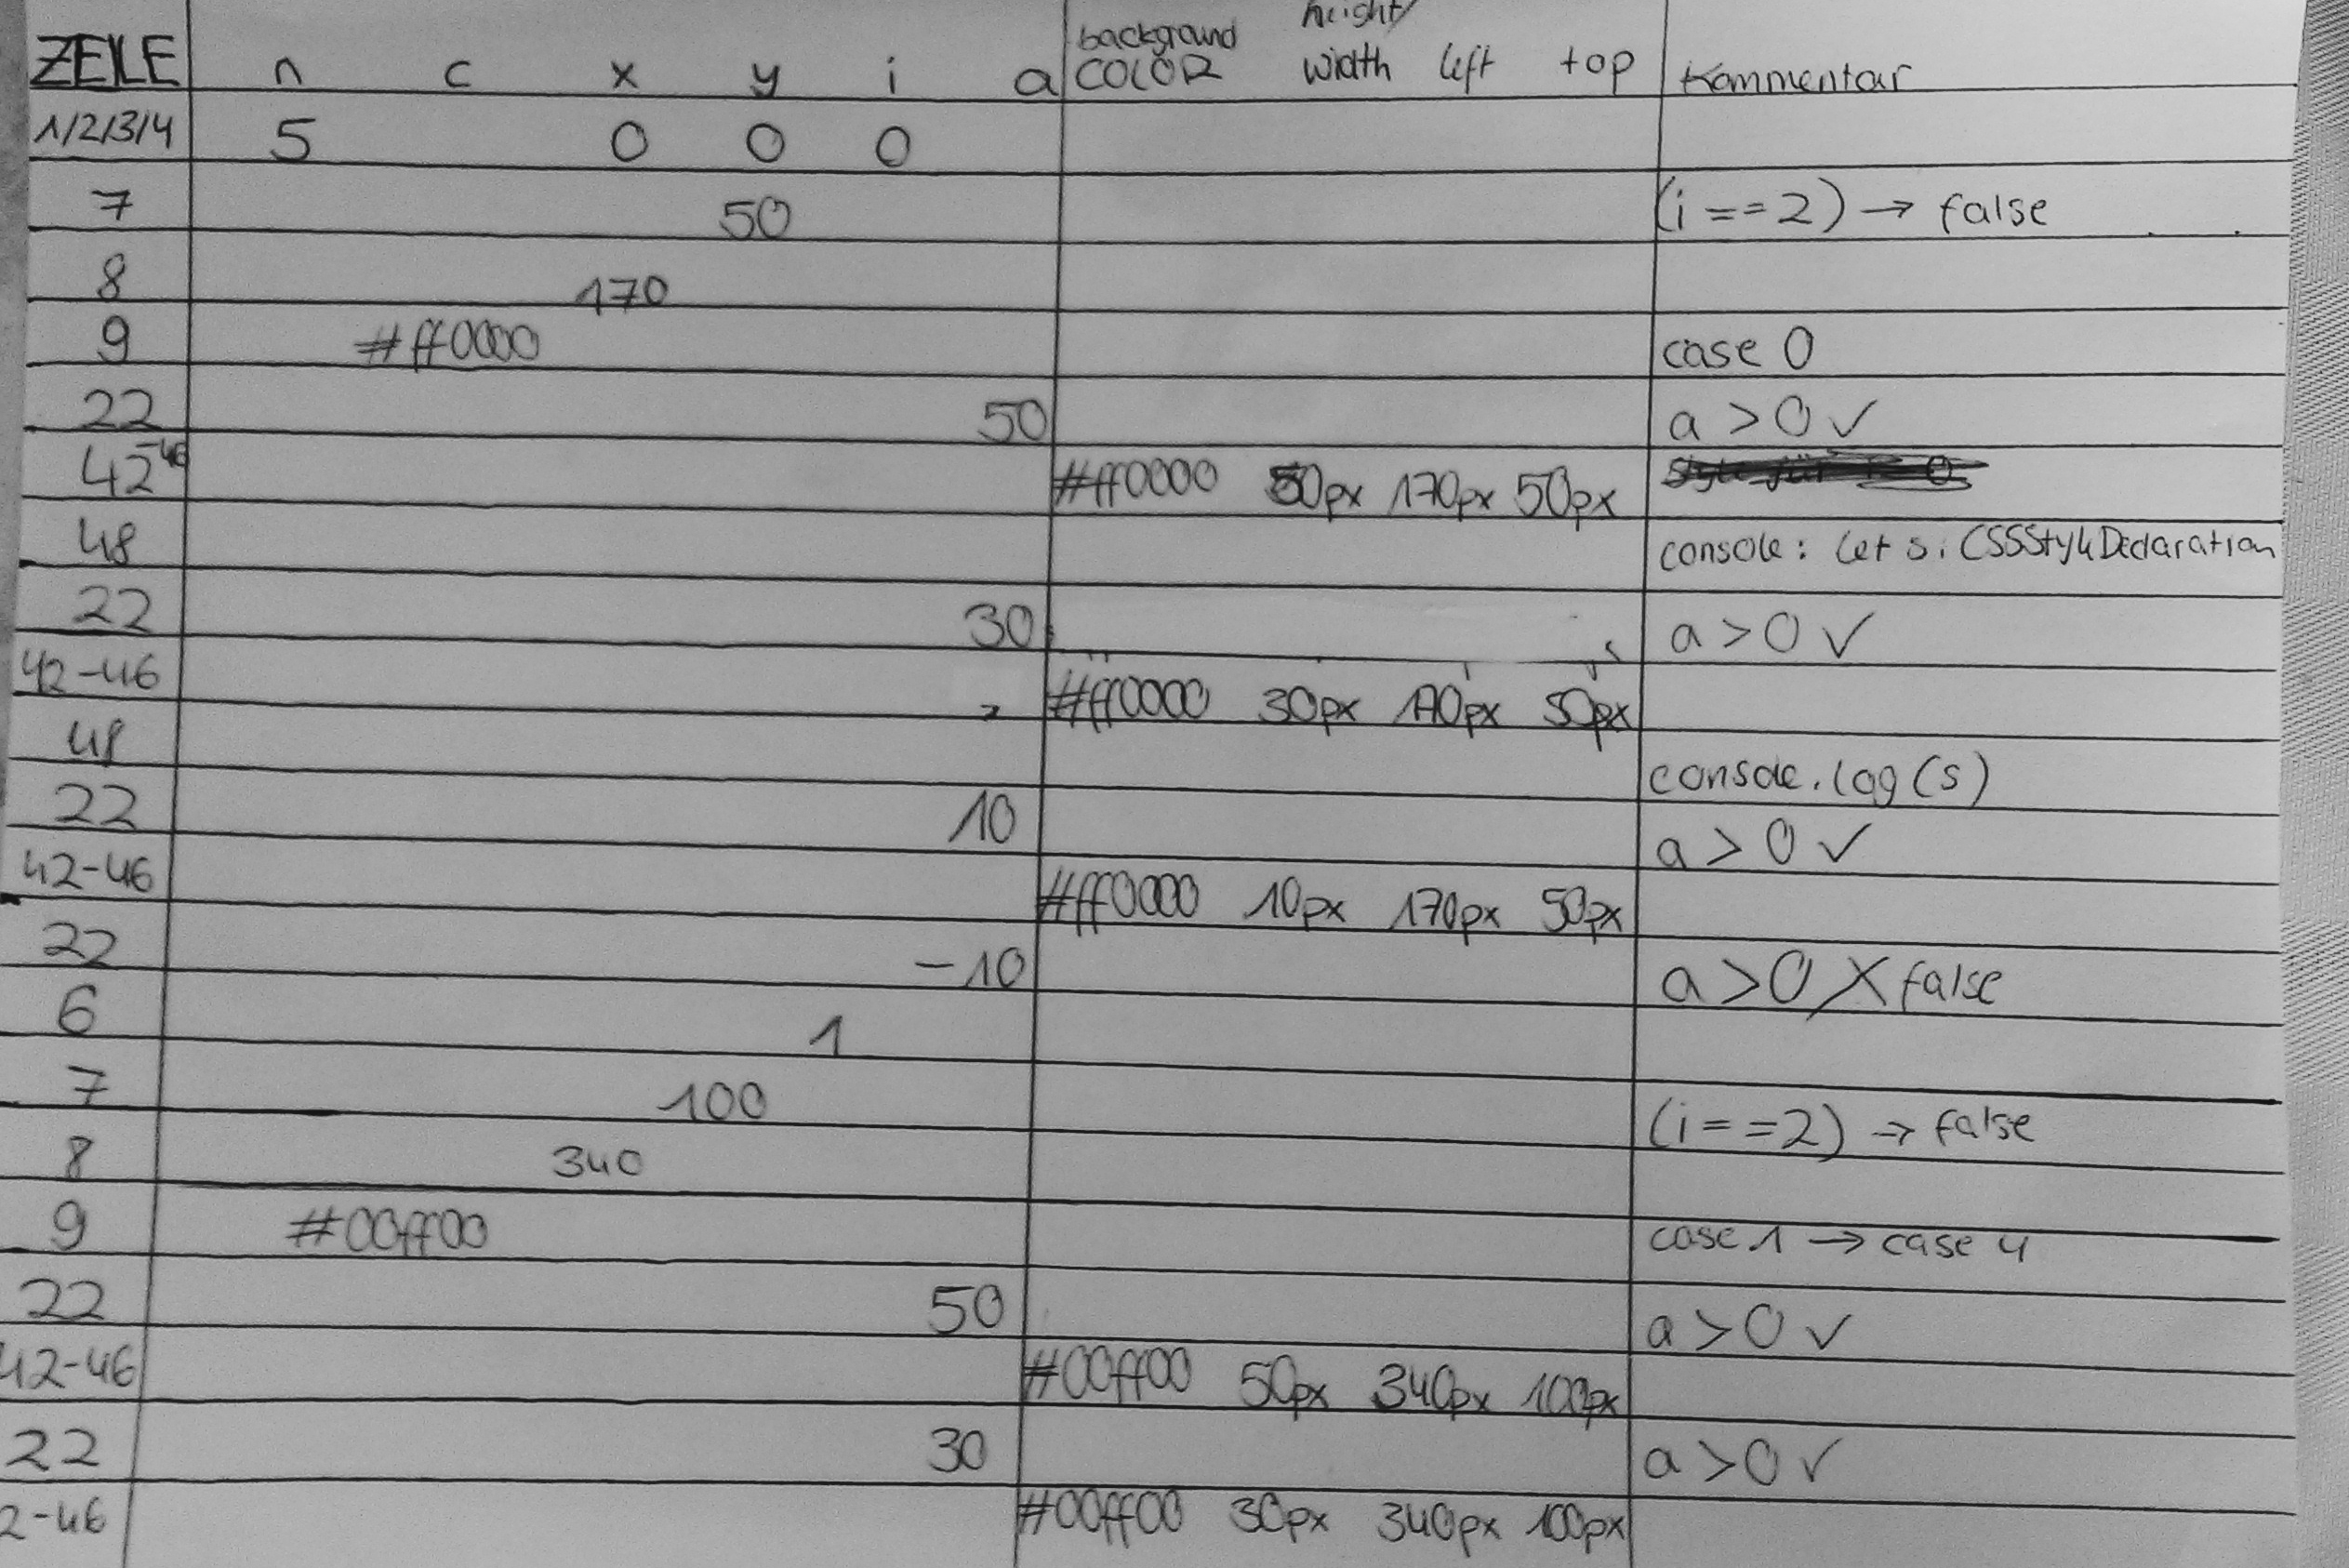 height/
background
ZEILE n c x y i a COLOR width left top Kommentar
1/2/3/4 5 0 0 0
7 50 (i==2) → false
8 170
9 #ff0000 case 0
22 50 a > 0 ✓
42-46 #ff0000 50px 170px 50px
48 console: let s: CSSStyleDeclaration
22 30 a > 0 ✓
42-46 #ff0000 30px 170px 50px
48 console.log(s)
22 10 a > 0 ✓
42-46 #ff0000 10px 170px 50px
22 -10 a > 0 X false
6 1
7 100 (i==2) → false
8 340
9 #00ff00 case 1 → case 4
22 50 a > 0 ✓
42-46 #00ff00 50px 340px 100px
22 30 a > 0 ✓
2-46 #00ff00 30px 340px 100px